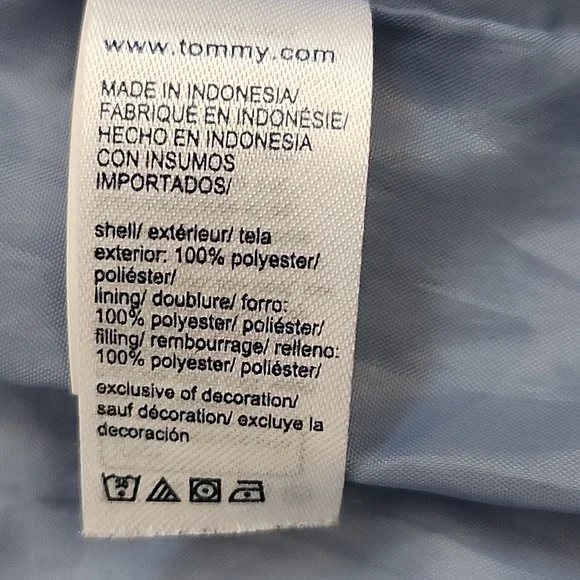 www.tommy.com
MADE IN INDONESIA/
FABRIQUÉ EN INDONÉSIE/
HECHO EN INDONESIA
CON INSUMOS
IMPORTADOS/
shell/ extérieur/ tela
exterior: 100% polyester/
poliéster/
lining/ doublure/ forro:
100% polyester/ poliéster/
filling/ rembourrage/ relleno:
100% polyester/ poliéster/
exclusive of decoration/
sauf décoration/ excluye la
decoración